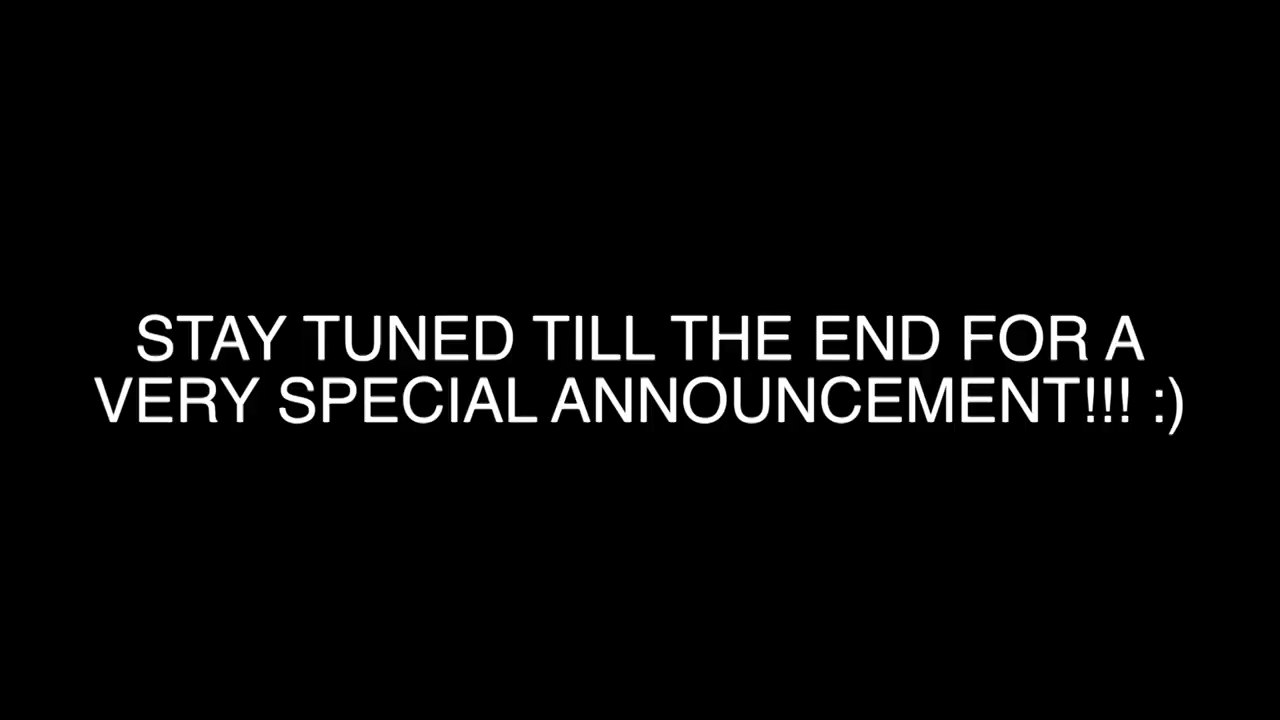 STAY TUNED TILL THE END FOR A
VERY SPECIAL ANNOUNCEMENT!!! :)